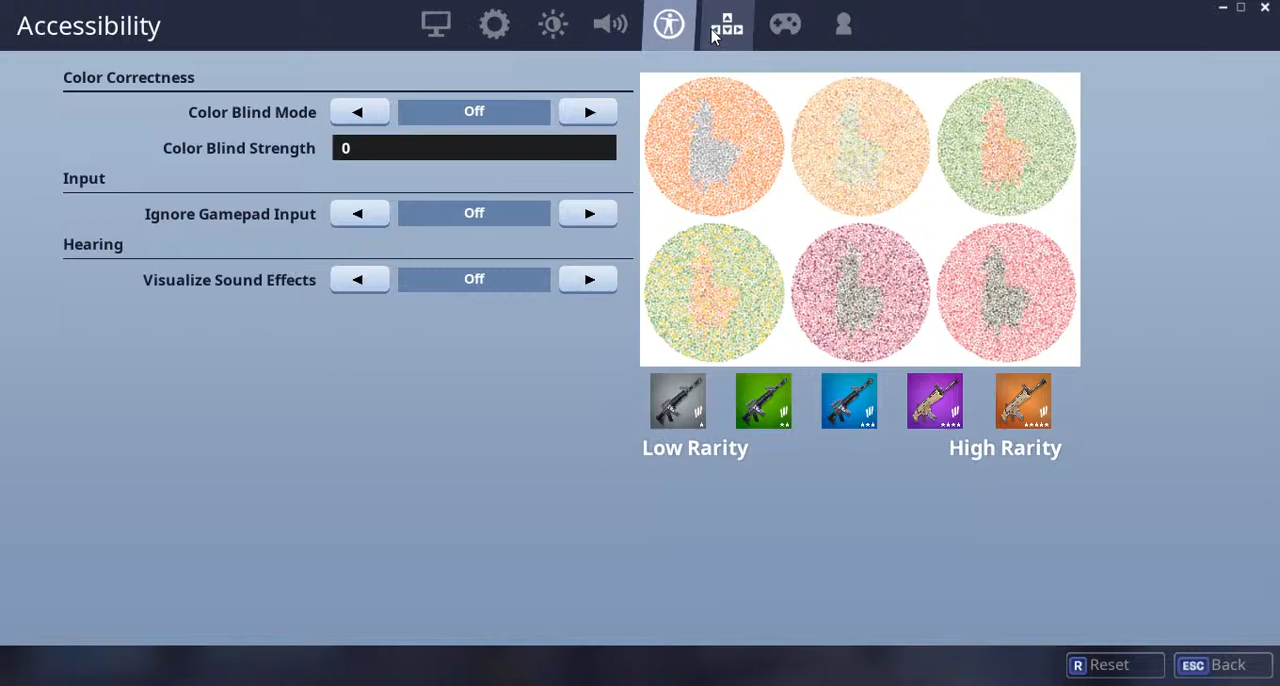 Accessibility
Color Correctness
Color Blind Mode Off
Color Blind Strength 0
Input
Ignore Gamepad Input Off
Hearing
Visualize Sound Effects Off
Low Rarity High Rarity
R Reset ESC Back